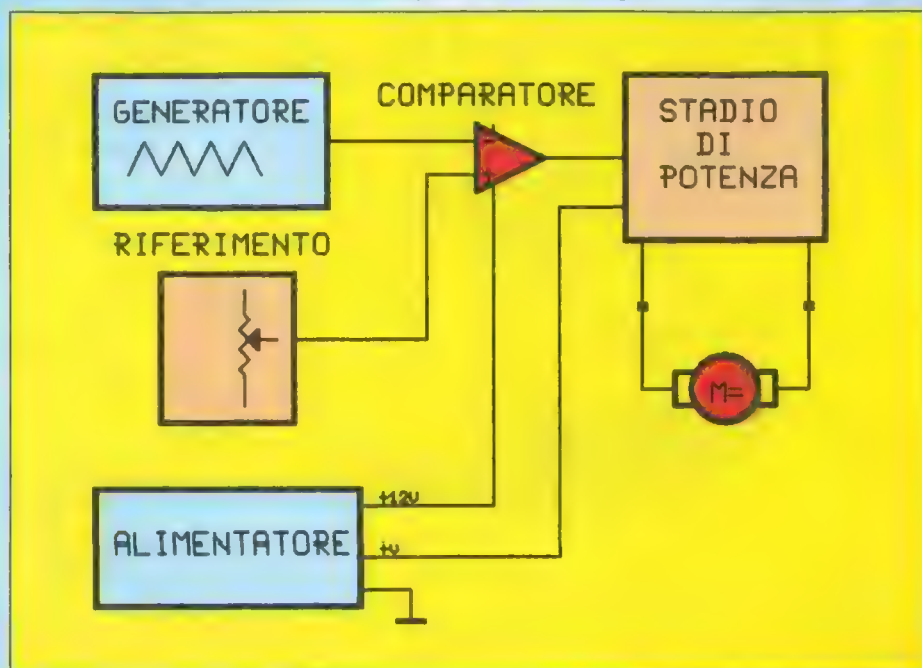 GENERATORE
COMPARATORE
STADIO
DI
POTENZA
RIFERIMENTO
M=
ALIMENTATORE
+12V
+V